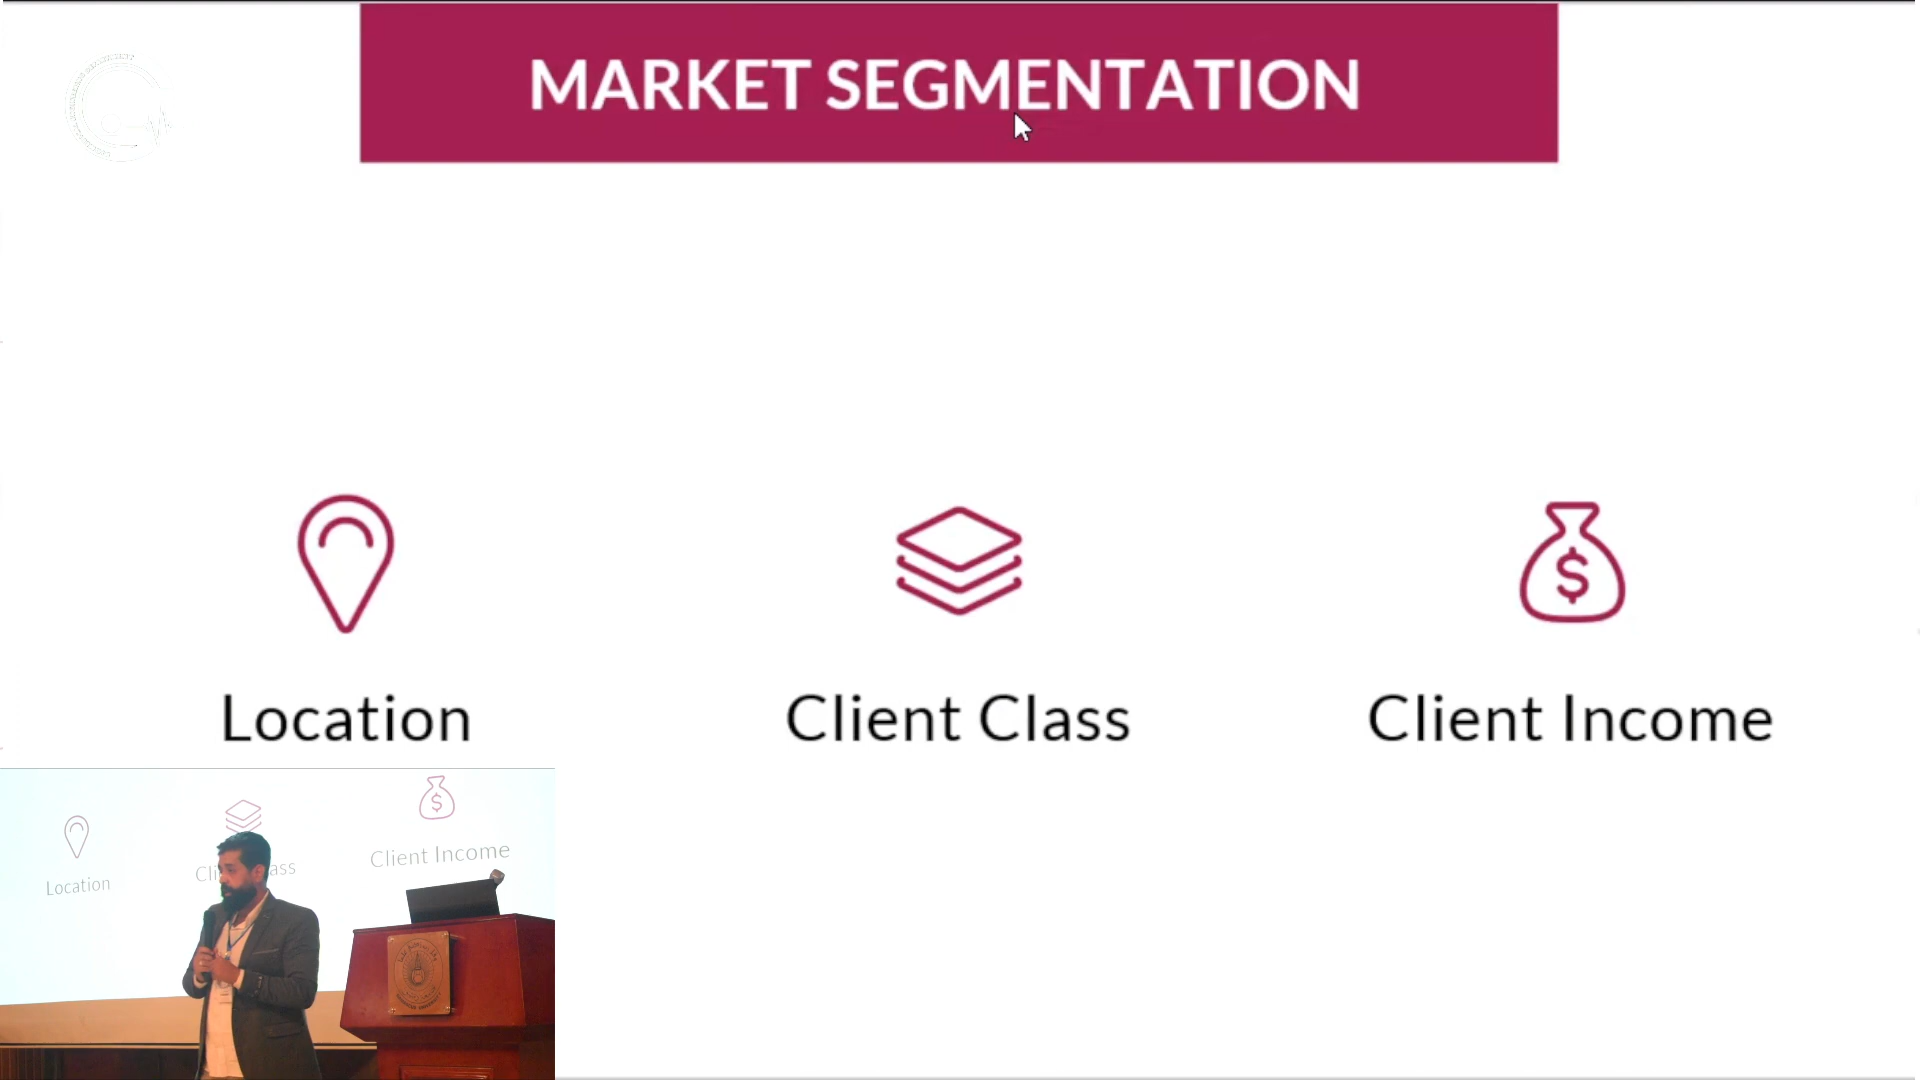 MARKET SEGMENTATION
Location
Client Class
Client Income
Location
Client Income